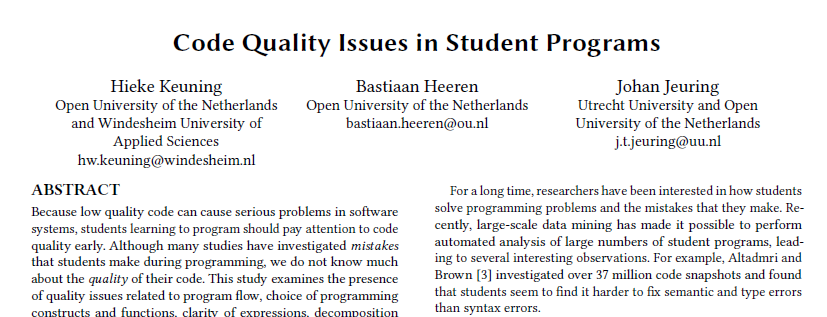 Code Quality Issues in Student Programs
Hieke Keuning
Open University of the Netherlands
and Windesheim University of
Applied Sciences
hw.keuning@windesheim.nl
Bastiaan Heeren
Open University of the Netherlands
bastiaan.heeren@ou.nl
Johan Jeuring
Utrecht University and Open
University of the Netherlands
j.t.jeuring@uu.nl
ABSTRACT
Because low quality code can cause serious problems in software
systems, students learning to program should pay attention to code
quality early. Although many studies have investigated mistakes
that students make during programming, we do not know much
about the quality of their code. This study examines the presence
of quality issues related to program flow, choice of programming
constructs and functions, clarity of expressions, decomposition
For a long time, researchers have been interested in how students
solve programming problems and the mistakes that they make. Re-
cently, large-scale data mining has made it possible to perform
automated analysis of large numbers of student programs, lead-
ing to several interesting observations. For example, Altadmri and
Brown [3] investigated over 37 million code snapshots and found
that students seem to find it harder to fix semantic and type errors
than syntax errors.